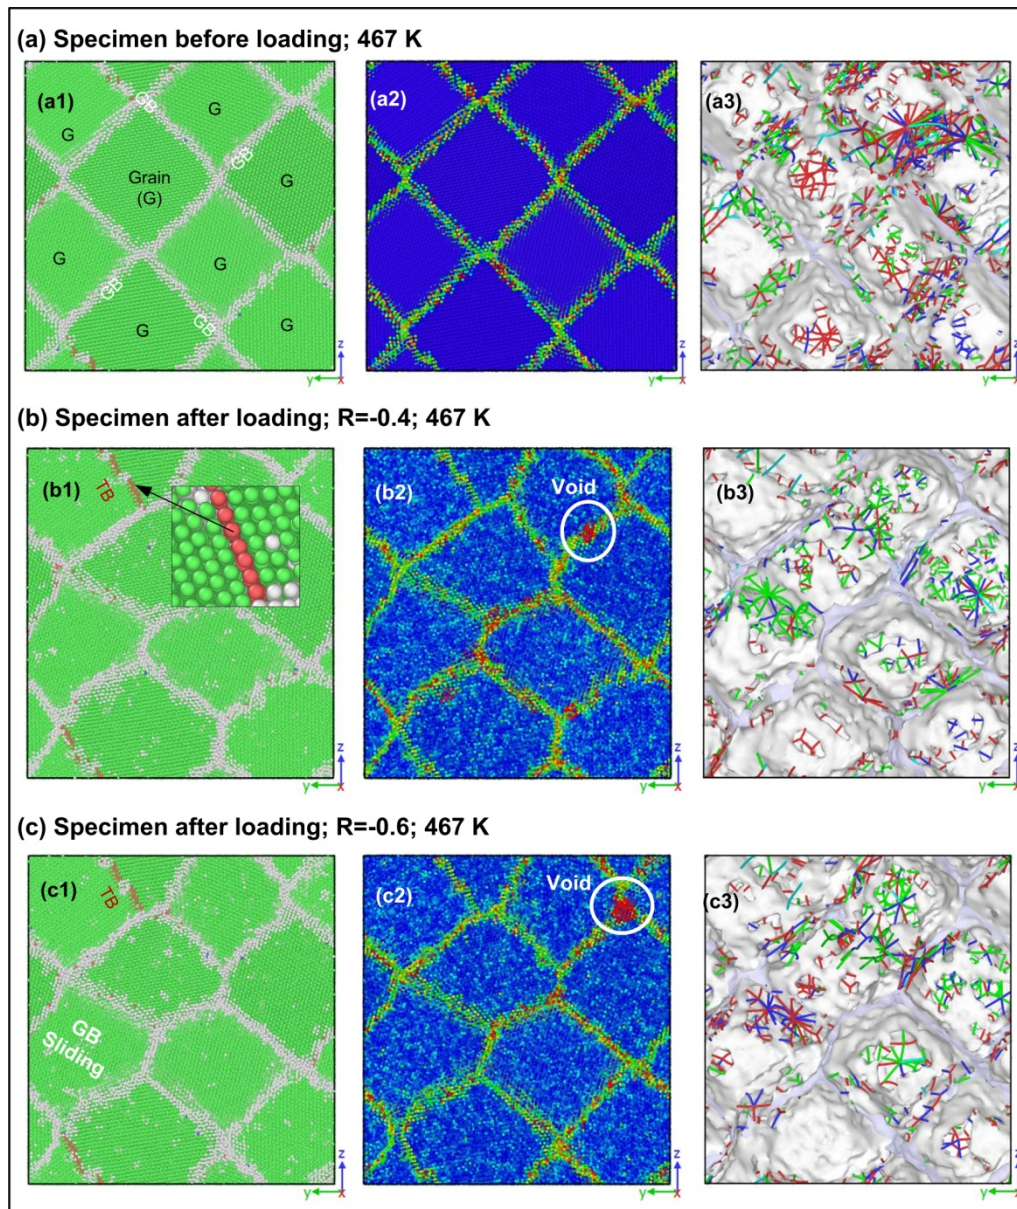 (a) Specimen before loading; 467 K
(a1)
GB
G
G
GB
Grain
(G)
G
G
G
GB
GB
G
G
z
y
x
(a2)
z
y
x
(a3)
z
y
x
(b) Specimen after loading; R=-0.4; 467 K
(b1)
TB
z
y
x
(b2)
Void
z
y
x
(b3)
z
y
x
(c) Specimen after loading; R=-0.6; 467 K
(c1)
TB
GB
Sliding
z
y
x
(c2)
Void
z
y
x
(c3)
z
y
x